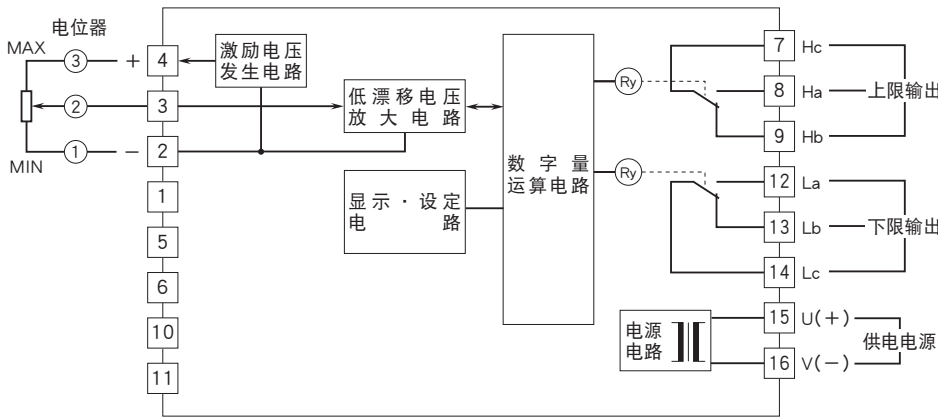 电位器
MAX
③
+
4
②
3
①
−
2
MIN
1
5
6
10
11
激励电压
发生电路
低漂移电压
放大电路
显示·设定
电路
数字量
运算电路
Ry
Ry
电源
电路
7 Hc
8 Ha
9 Hb
上限输出
12 La
13 Lb
14 Lc
下限输出
15 U(+)
16 V(−)
供电电源